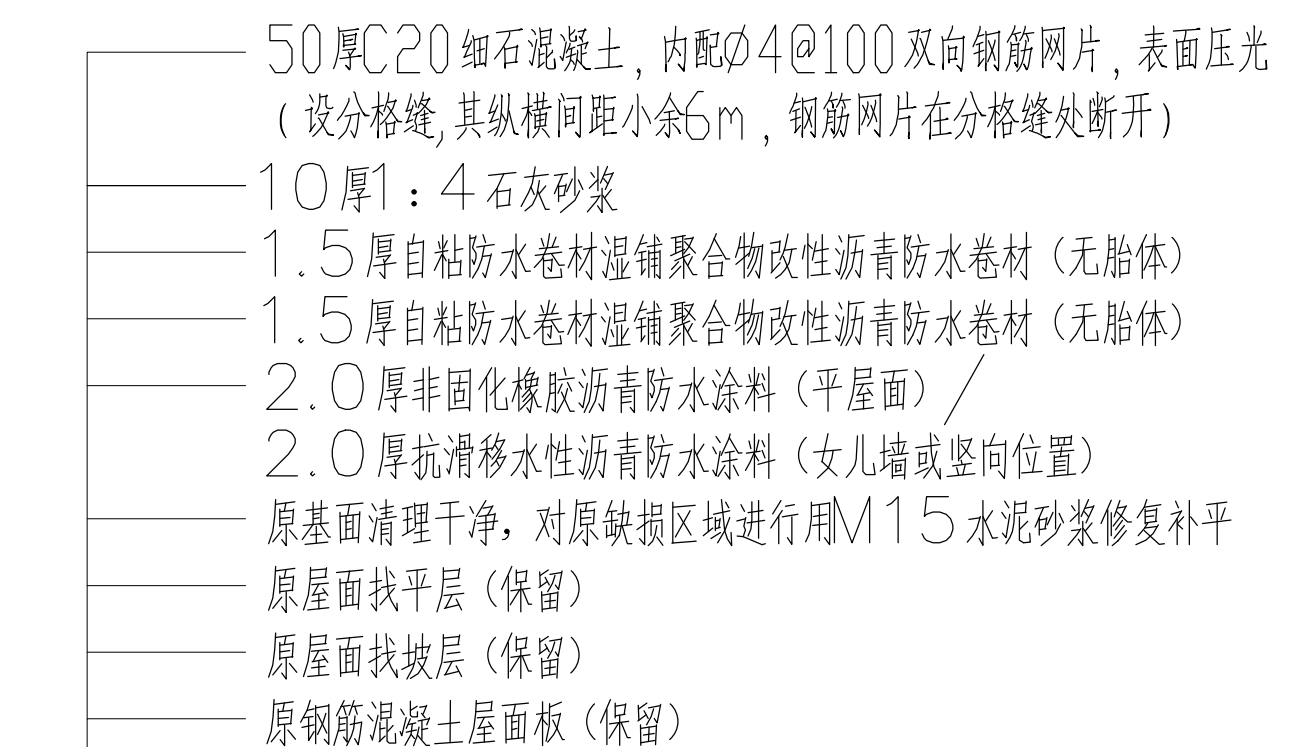 50厚C20细石混凝土,内配Ø4@100双向钢筋网片,表面压光
(设分格缝,其纵横间距小余6m,钢筋网片在分格缝处断开)
10厚1:4石灰砂浆
1.5厚自粘防水卷材湿铺聚合物改性沥青防水卷材(无胎体)
1.5厚自粘防水卷材湿铺聚合物改性沥青防水卷材(无胎体)
2.0厚非固化橡胶沥青防水涂料(平屋面)/
2.0厚抗滑移水性沥青防水涂料(女儿墙或竖向位置)
原基面清理干净，对原缺损区域进行用M15水泥砂浆修复补平
原屋面找平层(保留)
原屋面找坡层(保留)
原钢筋混凝土屋面板(保留)